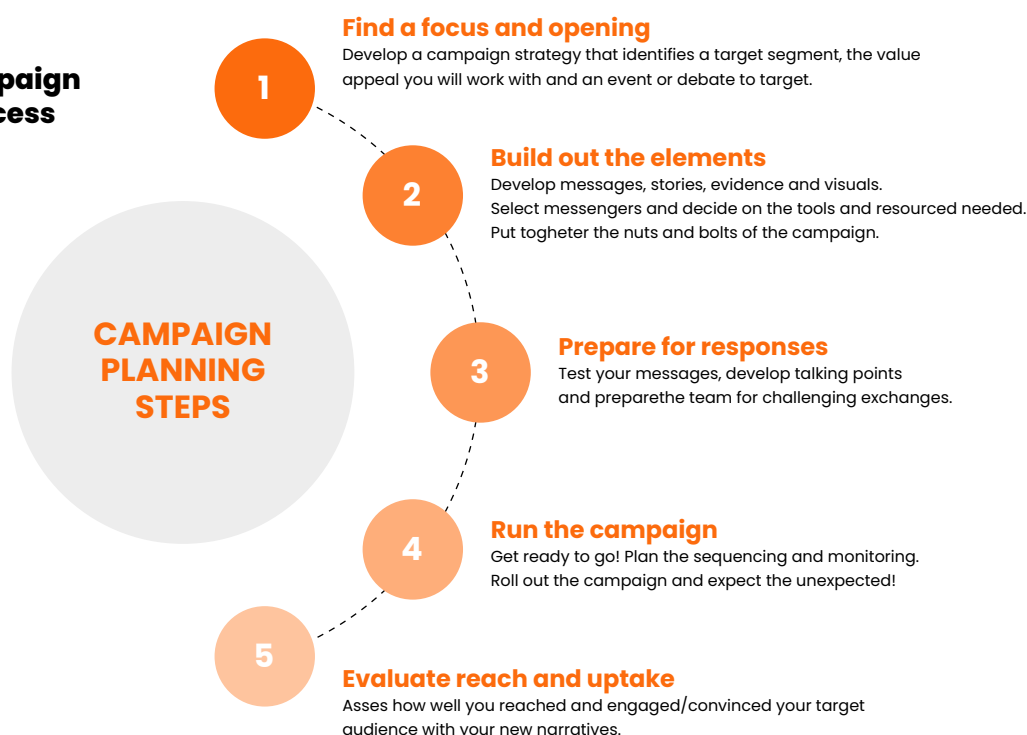 paign
cess
1
Find a focus and opening
Develop a campaign strategy that identifies a target segment, the value
appeal you will work with and an event or debate to target.
2
Build out the elements
Develop messages, stories, evidence and visuals.
Select messengers and decide on the tools and resourced needed.
Put togheter the nuts and bolts of the campaign.
CAMPAIGN
PLANNING
STEPS
3
Prepare for responses
Test your messages, develop talking points
and preparethe team for challenging exchanges.
4
Run the campaign
Get ready to go! Plan the sequencing and monitoring.
Roll out the campaign and expect the unexpected!
5
Evaluate reach and uptake
Asses how well you reached and engaged/convinced your target
audience with your new narratives.